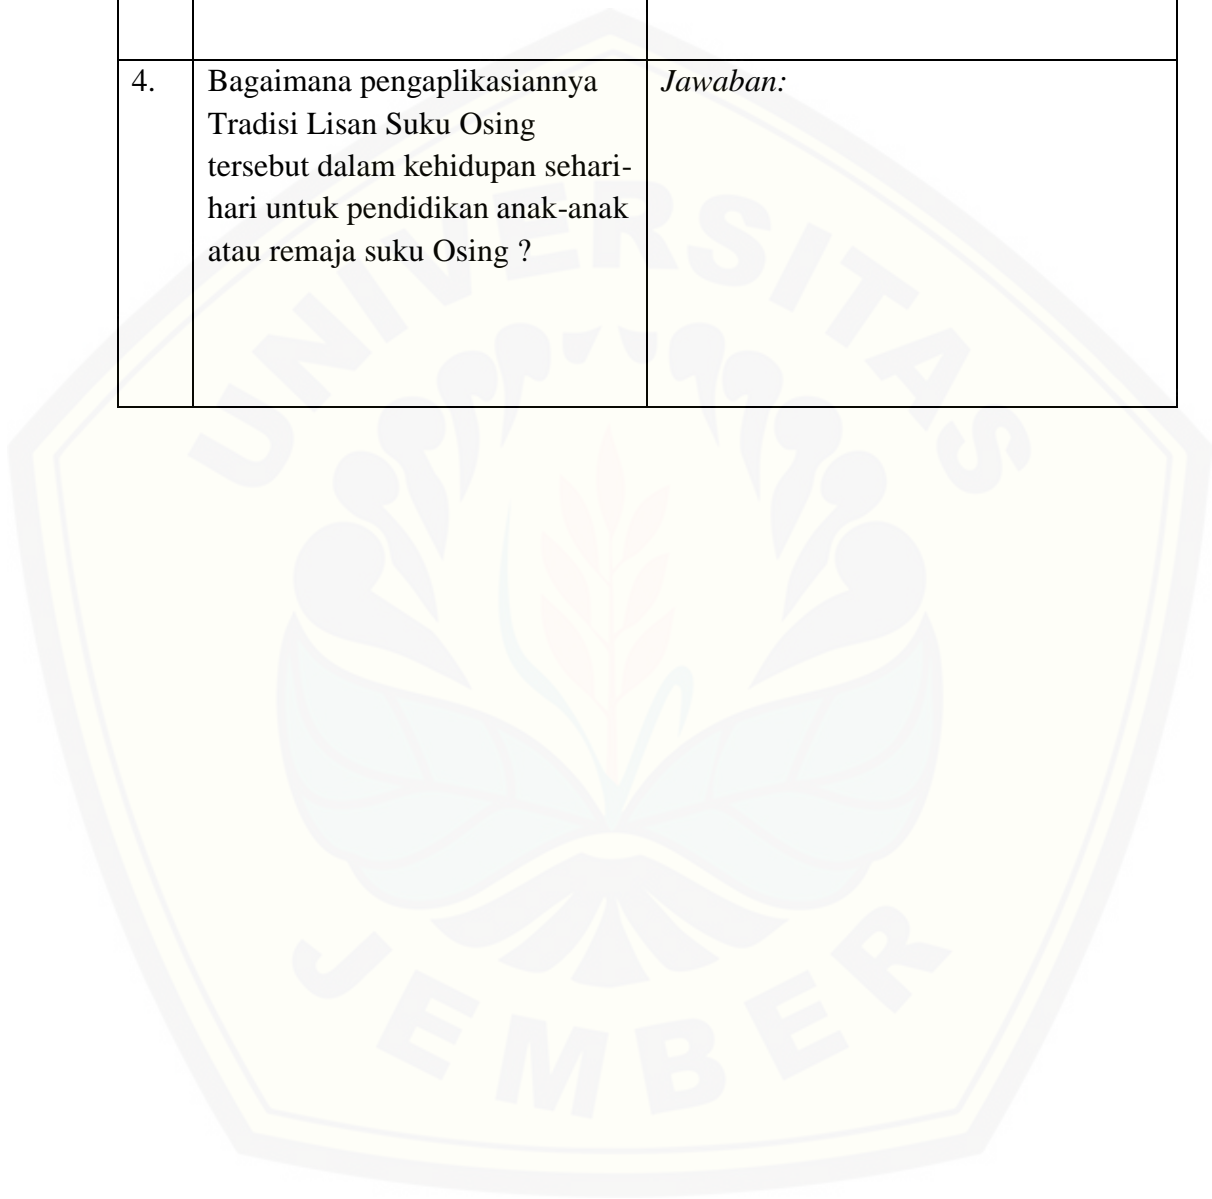 4. Bagaimana pengaplikasiannya Jawaban:
Tradisi Lisan Suku Osing
tersebut dalam kehidupan sehari-
hari untuk pendidikan anak-anak
atau remaja suku Osing ?
UNIVERSITAS
JEMBER